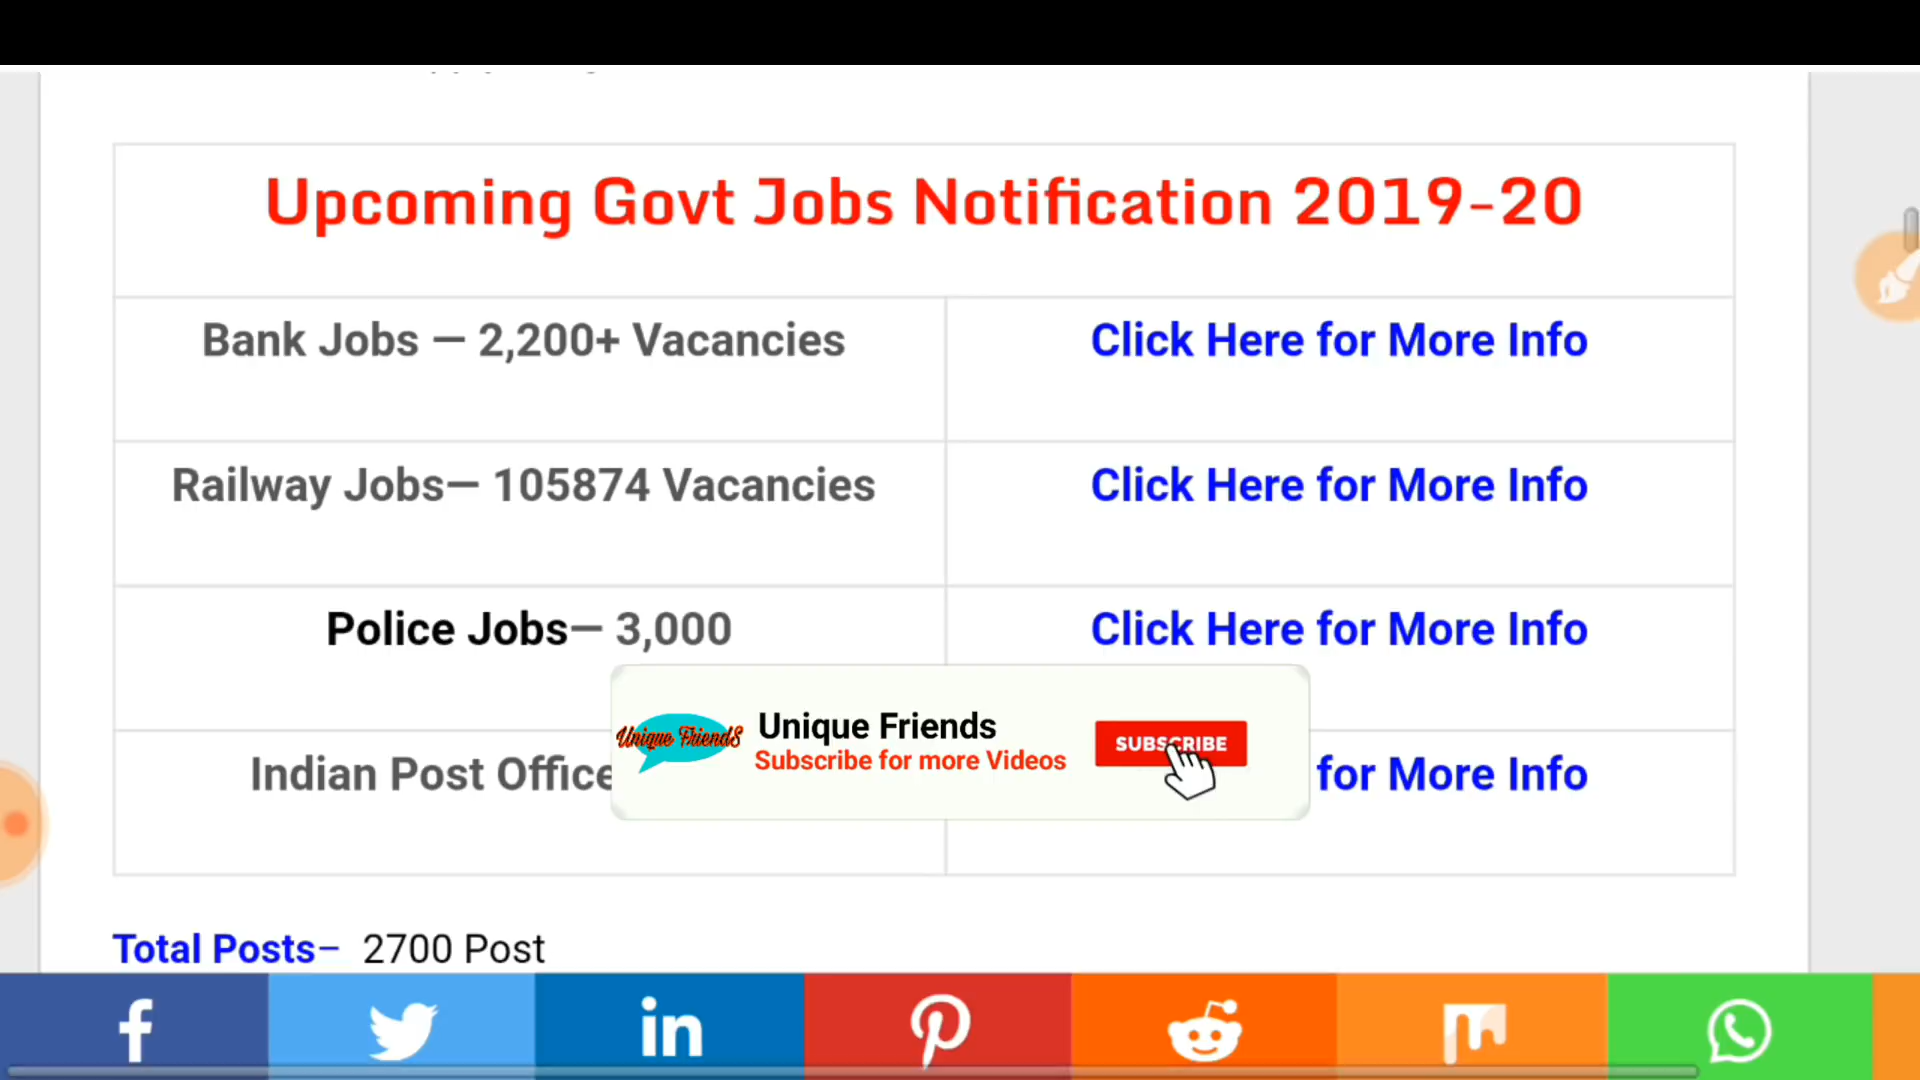 Upcoming Govt Jobs Notification 2019-20
Bank Jobs — 2,200+ Vacancies Click Here for More Info
Railway Jobs— 105874 Vacancies Click Here for More Info
Police Jobs— 3,000 Click Here for More Info
Indian Post Office for More Info
Unique FriendS
Unique Friends
Subscribe for more Videos
SUBSCRIBE
Total Posts– 2700 Post